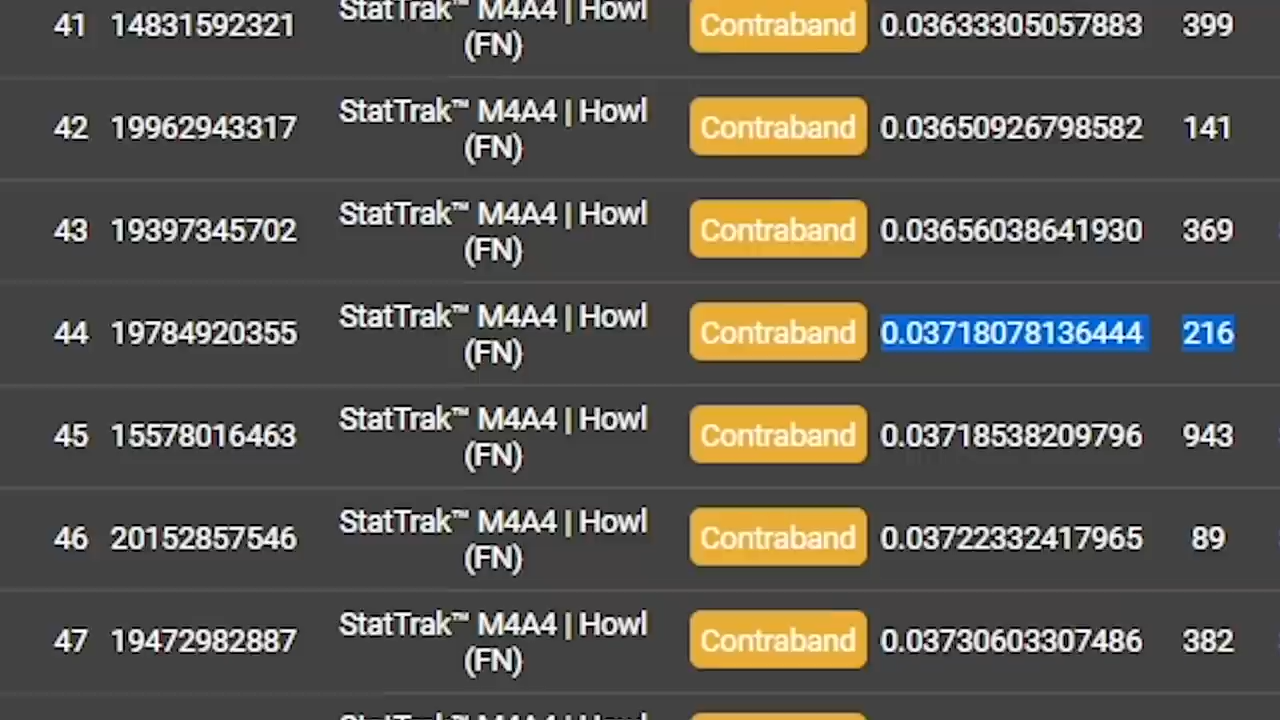 41 14831592321 StatTrak™ M4A4 | Howl (FN) Contraband 0.03633305057883 399
42 19962943317 StatTrak™ M4A4 | Howl (FN) Contraband 0.03650926798582 141
43 19397345702 StatTrak™ M4A4 | Howl (FN) Contraband 0.03656038641930 369
44 19784920355 StatTrak™ M4A4 | Howl (FN) Contraband 0.03718078136444 216
45 15578016463 StatTrak™ M4A4 | Howl (FN) Contraband 0.03718538209796 943
46 20152857546 StatTrak™ M4A4 | Howl (FN) Contraband 0.03722332417965 89
47 19472982887 StatTrak™ M4A4 | Howl (FN) Contraband 0.03730603307486 382
StatTrak™ M4A4 | Howl